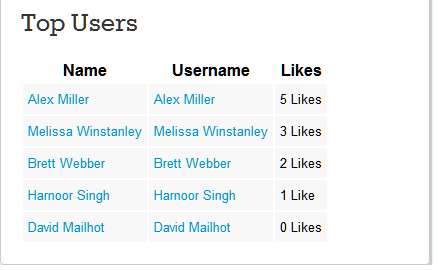 Top Users
Name Username Likes
Alex Miller Alex Miller 5 Likes
Melissa Winstanley Melissa Winstanley 3 Likes
Brett Webber Brett Webber 2 Likes
Harnoor Singh Harnoor Singh 1 Like
David Mailhot David Mailhot 0 Likes